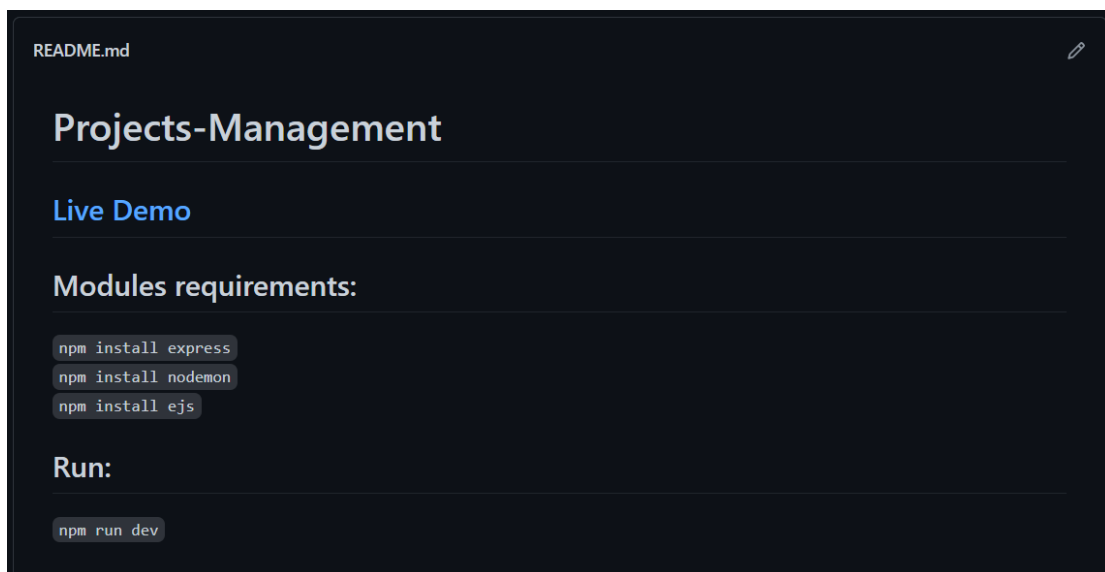 README.md
Projects-Management
Live Demo
Modules requirements:
npm install express
npm install nodemon
npm install ejs
Run:
npm run dev